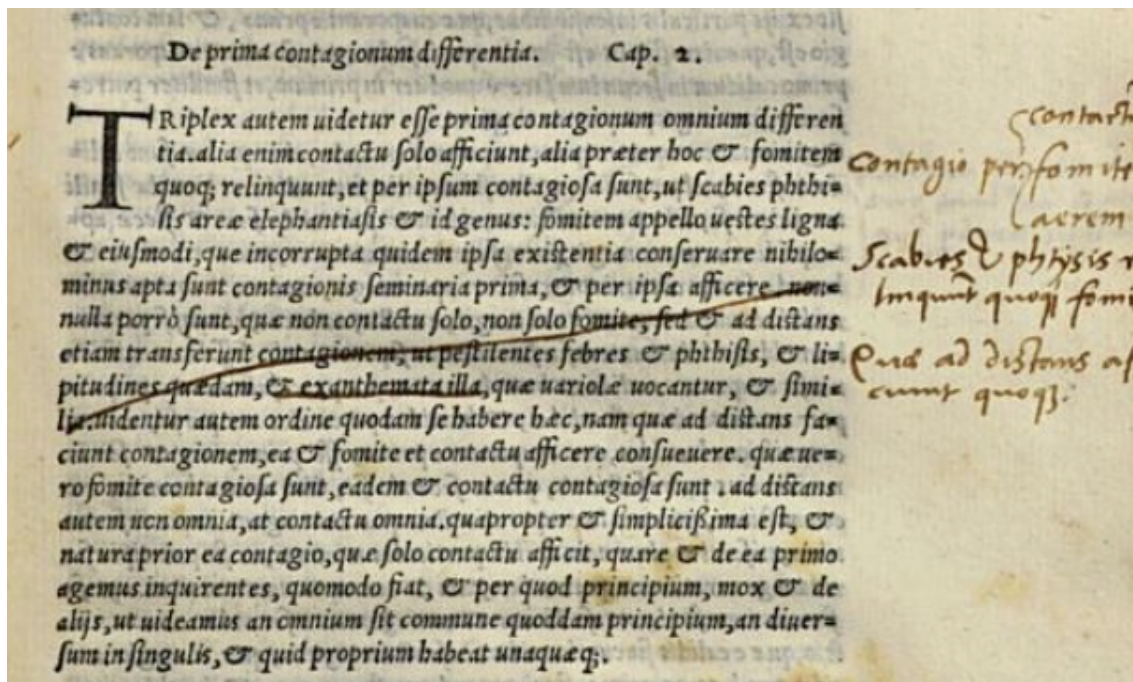 De prima contagionum differentia. Cap. 2.
TRiplex autem uidetur esse prima contagionum omnium differen
tia. alia enim contactu solo afficiunt, alia præter hoc & fomitem
quoq; relinquunt, et per ipsum contagiosa sunt, ut scabies phthi=
sis areæ elephantiasis & id genus: fomitem appello uestes ligna
& eiusmodi, que incorrupta quidem ipsa existentia conseruare nihilo=
minus apta sunt contagionis seminaria prima, & per ipsa afficere non=
nulla porrò sunt, quæ non contactu solo, non solo fomite, sed & ad distans
etiam transferunt contagionem, ut pestilentes febres & phthisis, & li=
pitudines quædam, & exanthemata illa, quæ uariolæ uocantur, & simi=
lia. uidentur autem ordine quodam se habere hæc, nam quæ ad distans fa=
ciunt contagionem, ea & fomite et contactu afficere consueuere. quæ ue=
ro fomite contagiosa sunt, eadem & contactu contagiosa sunt. ad distans
autem non omnia, at contactu omnia. quapropter & simplicißima est, &
natura prior ea contagio, quæ solo contactu afficit, quare & de ea primo
agemus inquirentes, quomodo fiat, & per quod principium, mox & de
alijs, ut uideamus an omnium sit commune quoddam principium, an diuer=
sum in singulis, & quid proprium habeat unaquæq;.
contactu
Contagio per fomite
aerem
Scabies & phtysis
linqunt quoq; fomi
Quæ ad distans af
ciunt quoq;.